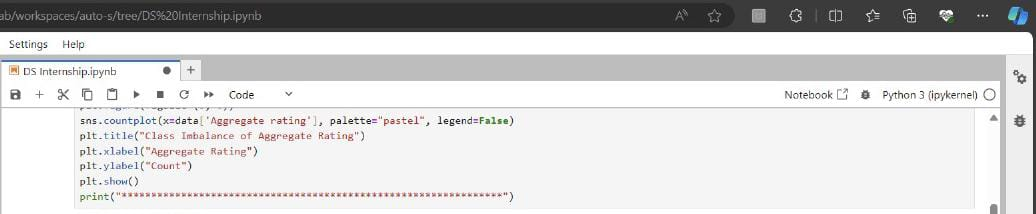 ab/workspaces/auto-s/tree/DS%20Internship.ipynb
Settings Help
DS Internship.ipynb
Code
Notebook
Python 3 (ipykernel)
sns.countplot(x=data['Aggregate rating'], palette="pastel", legend=False)
plt.title("Class Imbalance of Aggregate Rating")
plt.xlabel("Aggregate Rating")
plt.ylabel("Count")
plt.show()
print("****************************************************************")